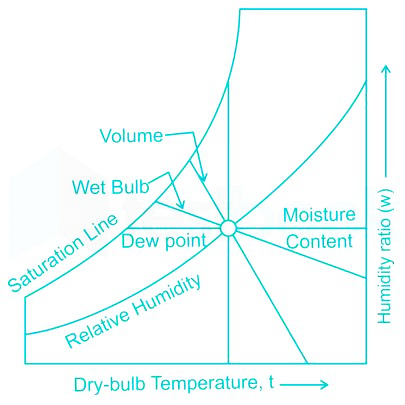 Volume
Wet Bulb
Saturation Line
Dew point
Moisture
Content
Relative Humidity
Humidity ratio (w)
Dry-bulb Temperature, t